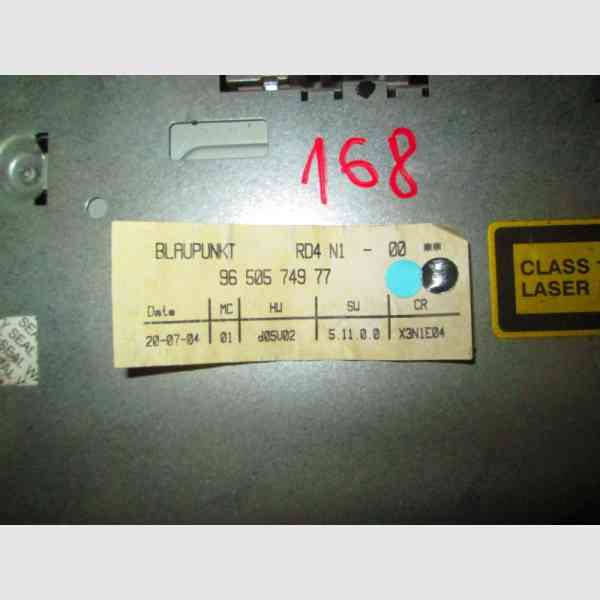 168
BLAUPUNKT RD4 N1 - 00 **
96 505 749 77
Date MC HW SW CR
20-07-04 01 d05V02 5.11.0.0 X3N1E04
CLASS
LASER
SEAL